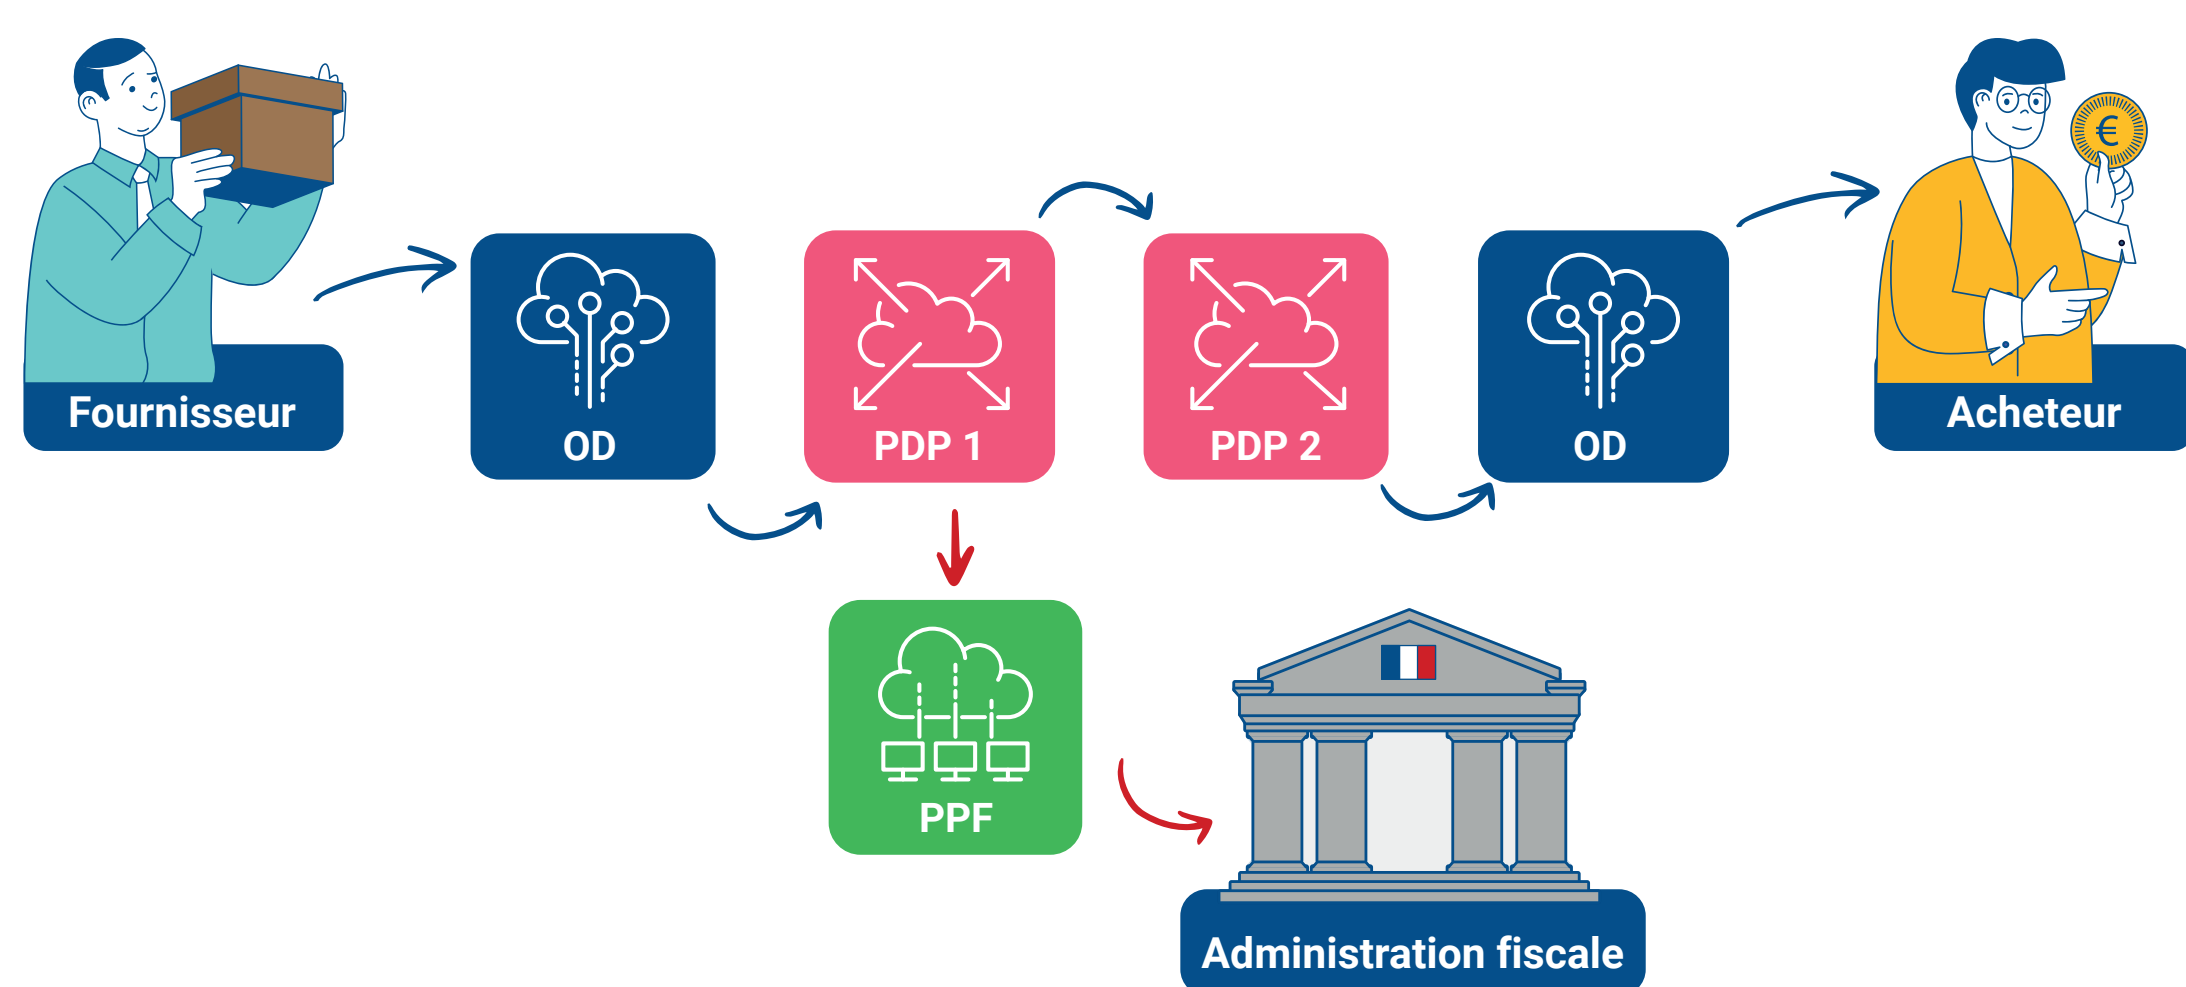 €
Fournisseur
OD
PDP 1
PDP 2
OD
Acheteur
PPF
Administration fiscale